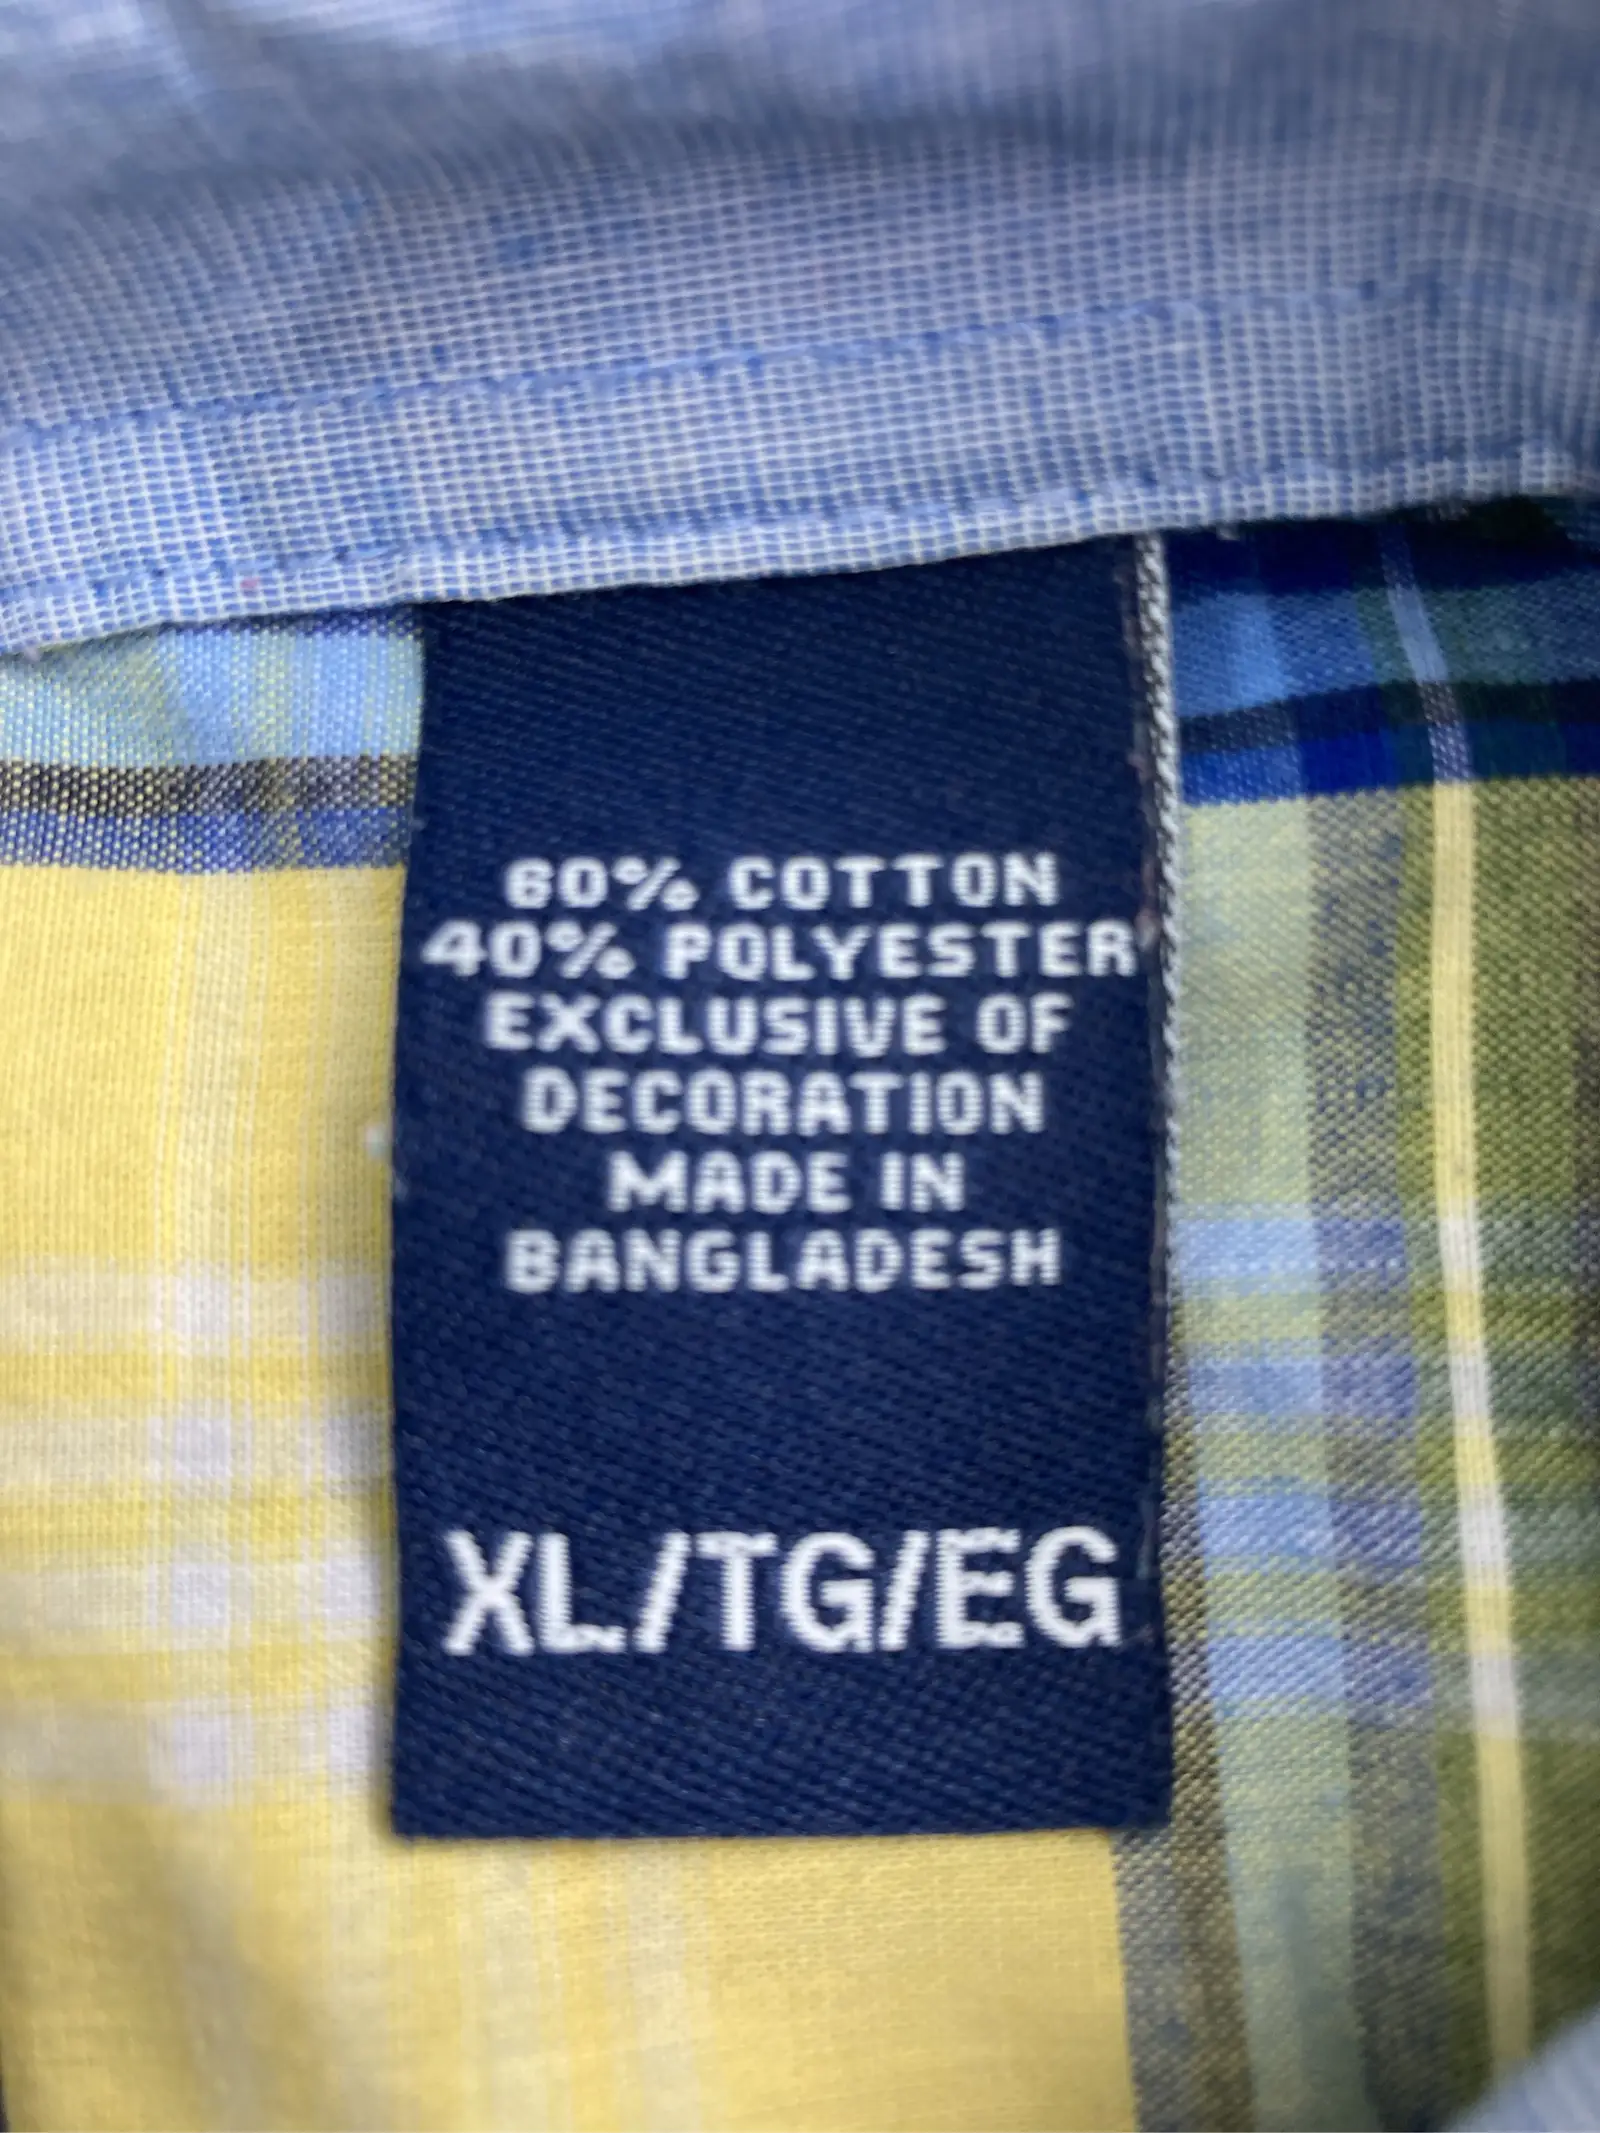 60% COTTON
40% POLYESTER
EXCLUSIVE OF
DECORATION
MADE IN
BANGLADESH
XL/TG/EG